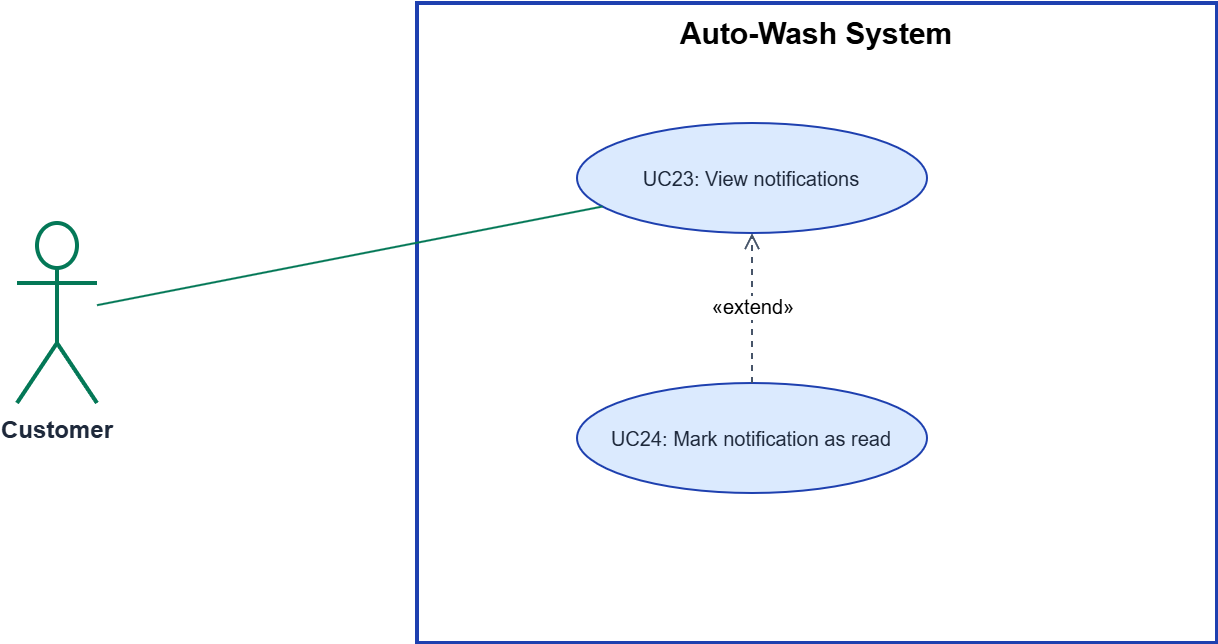 Auto-Wash System
UC23: View notifications
«extend»
UC24: Mark notification as read
Customer